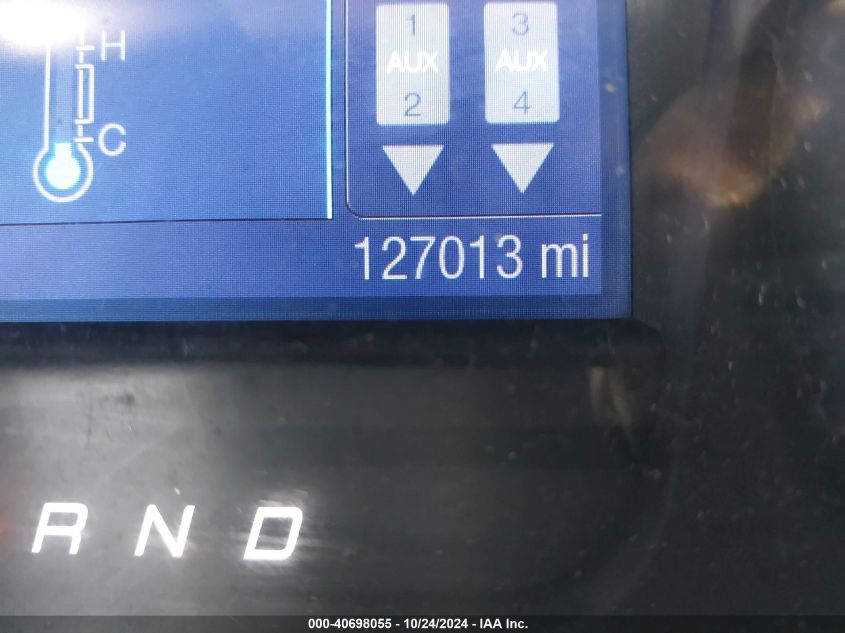 H
C
1 3
AUX AUX
2 4
127013 mi
R N D
000-40698055 - 10/24/2024 - IAA Inc.